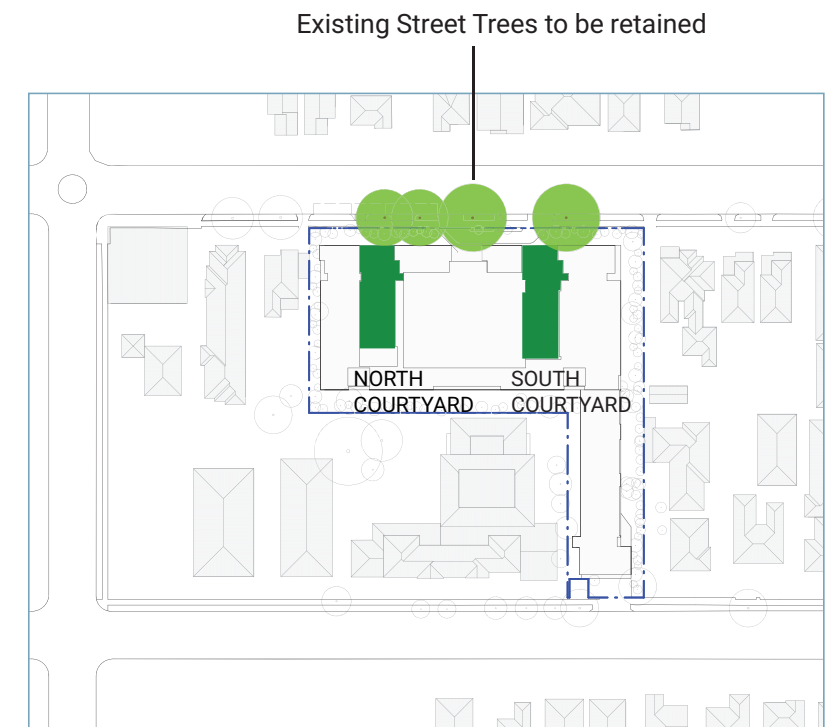 Existing Street Trees to be retained
NORTH
COURTYARD
SOUTH
COURTYARD